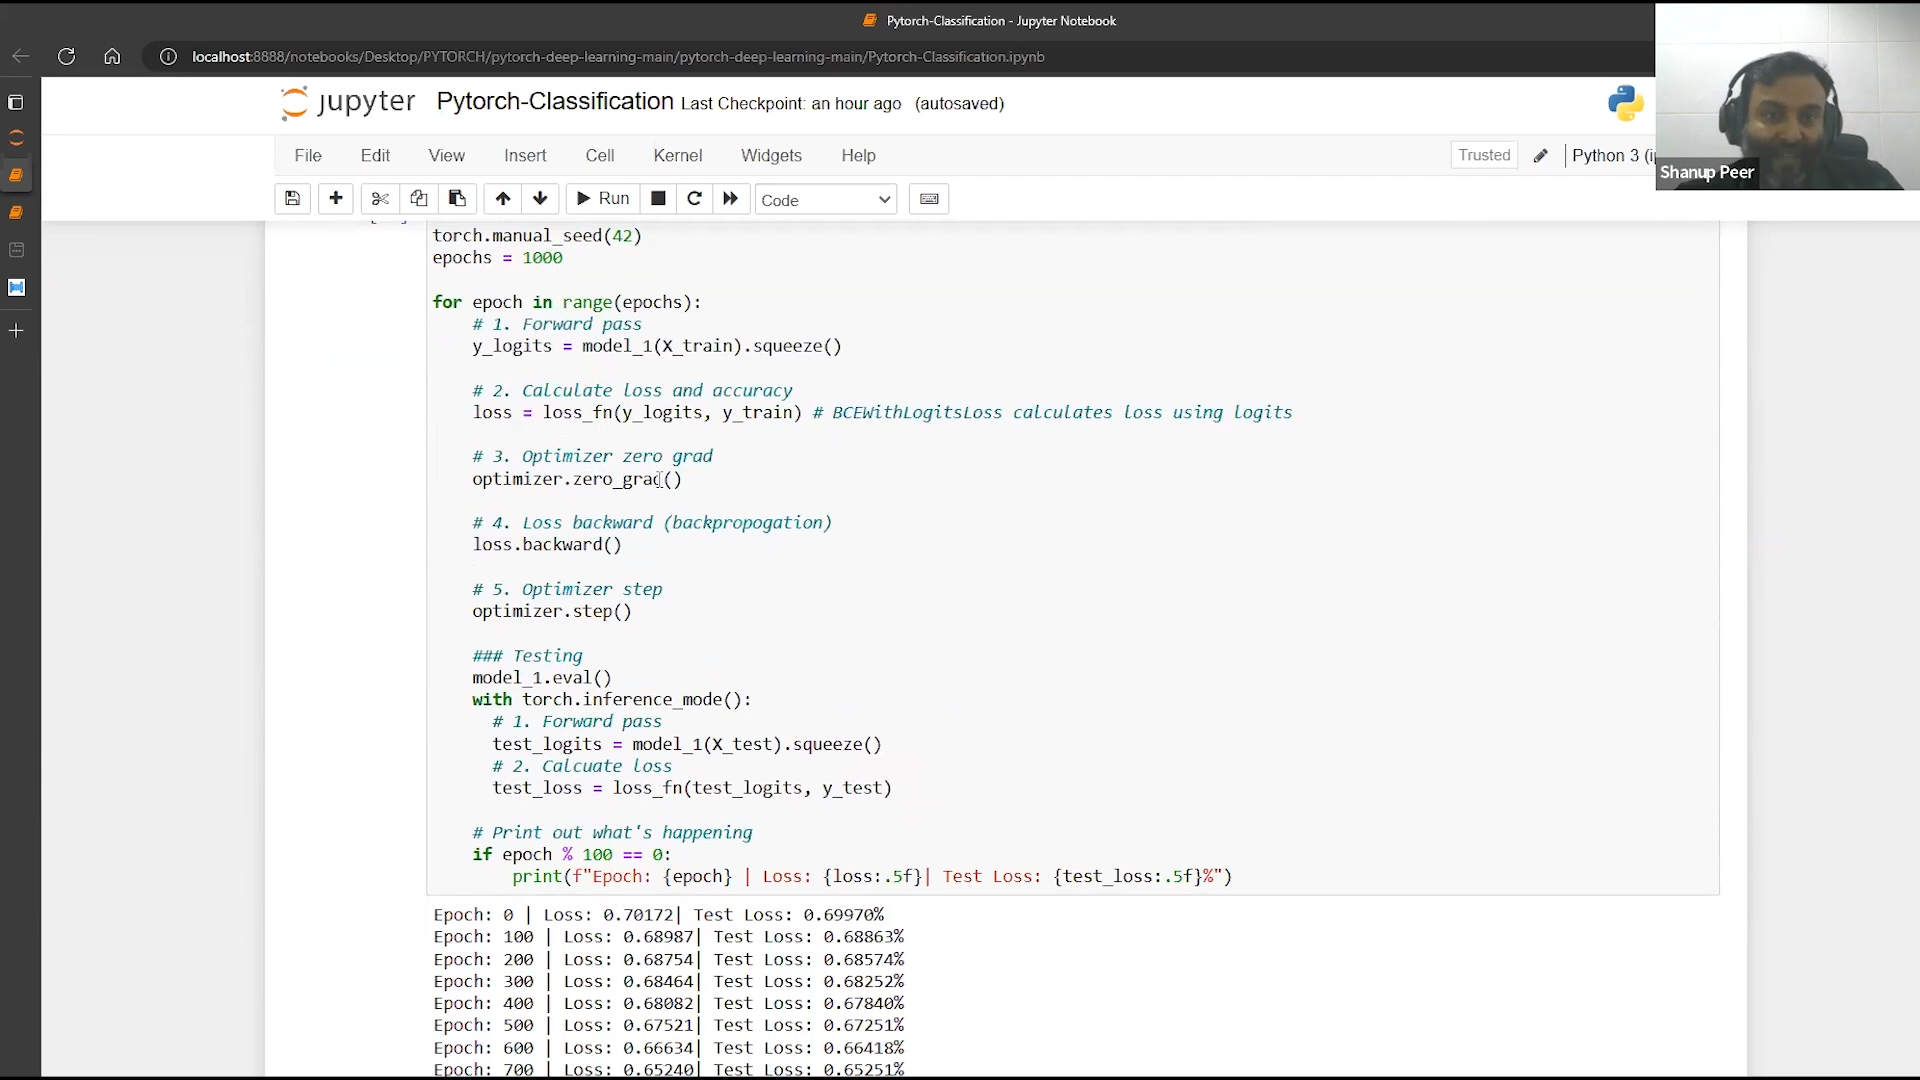 Pytorch-Classification - Jupyter Notebook
localhost:8888/notebooks/Desktop/PYTORCH/pytorch-deep-learning-main/pytorch-deep-learning-main/Pytorch-Classification.ipynb
jupyter Pytorch-Classification Last Checkpoint: an hour ago (autosaved)
File Edit View Insert Cell Kernel Widgets Help Trusted Python 3 (ip
Shanup Peer
Run Code
torch.manual_seed(42)
epochs = 1000
for epoch in range(epochs):
# 1. Forward pass
y_logits = model_1(X_train).squeeze()
# 2. Calculate loss and accuracy
loss = loss_fn(y_logits, y_train) # BCEWithLogitsLoss calculates loss using logits
# 3. Optimizer zero grad
optimizer.zero_grad()
# 4. Loss backward (backpropogation)
loss.backward()
# 5. Optimizer step
optimizer.step()
### Testing
model_1.eval()
with torch.inference_mode():
# 1. Forward pass
test_logits = model_1(X_test).squeeze()
# 2. Calcuate loss
test_loss = loss_fn(test_logits, y_test)
# Print out what's happening
if epoch % 100 == 0:
print(f"Epoch: {epoch} | Loss: {loss:.5f}| Test Loss: {test_loss:.5f}%")
Epoch: 0 | Loss: 0.70172| Test Loss: 0.69970%
Epoch: 100 | Loss: 0.68987| Test Loss: 0.68863%
Epoch: 200 | Loss: 0.68754| Test Loss: 0.68574%
Epoch: 300 | Loss: 0.68464| Test Loss: 0.68252%
Epoch: 400 | Loss: 0.68082| Test Loss: 0.67840%
Epoch: 500 | Loss: 0.67521| Test Loss: 0.67251%
Epoch: 600 | Loss: 0.66634| Test Loss: 0.66418%
Epoch: 700 | Loss: 0.65240| Test Loss: 0.65251%